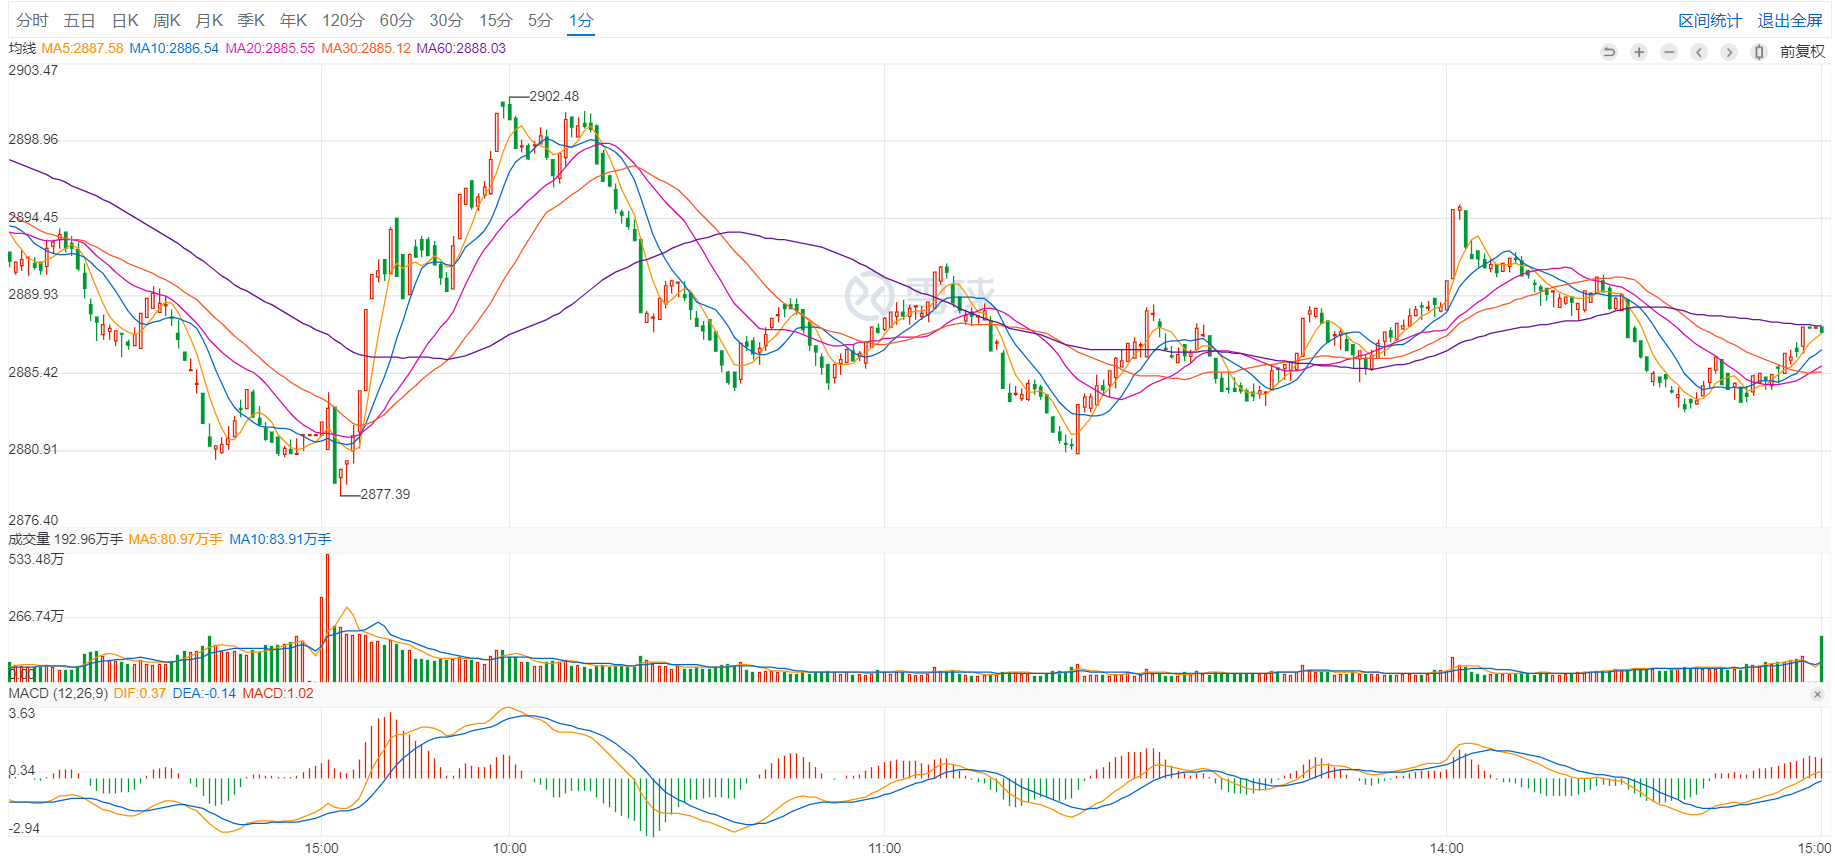 分时 五日 日K 周K 月K 季K 年K 120分 60分 30分 15分 5分 1分 区间统计 退出全屏
均线 MA5:2887.58 MA10:2886.54 MA20:2885.55 MA30:2885.12 MA60:2888.03 前复权
2903.47
2902.48
2898.96
2894.45
2889.93
雪球
2885.42
2880.91
2877.39
2876.40
成交量 192.96万手 MA5:80.97万手 MA10:83.91万手
533.48万
266.74万
0.00
MACD (12,26,9) DIF:0.37 DEA:-0.14 MACD:1.02
3.63
0.34
-2.94
15:00 10:00 11:00 14:00 15:00